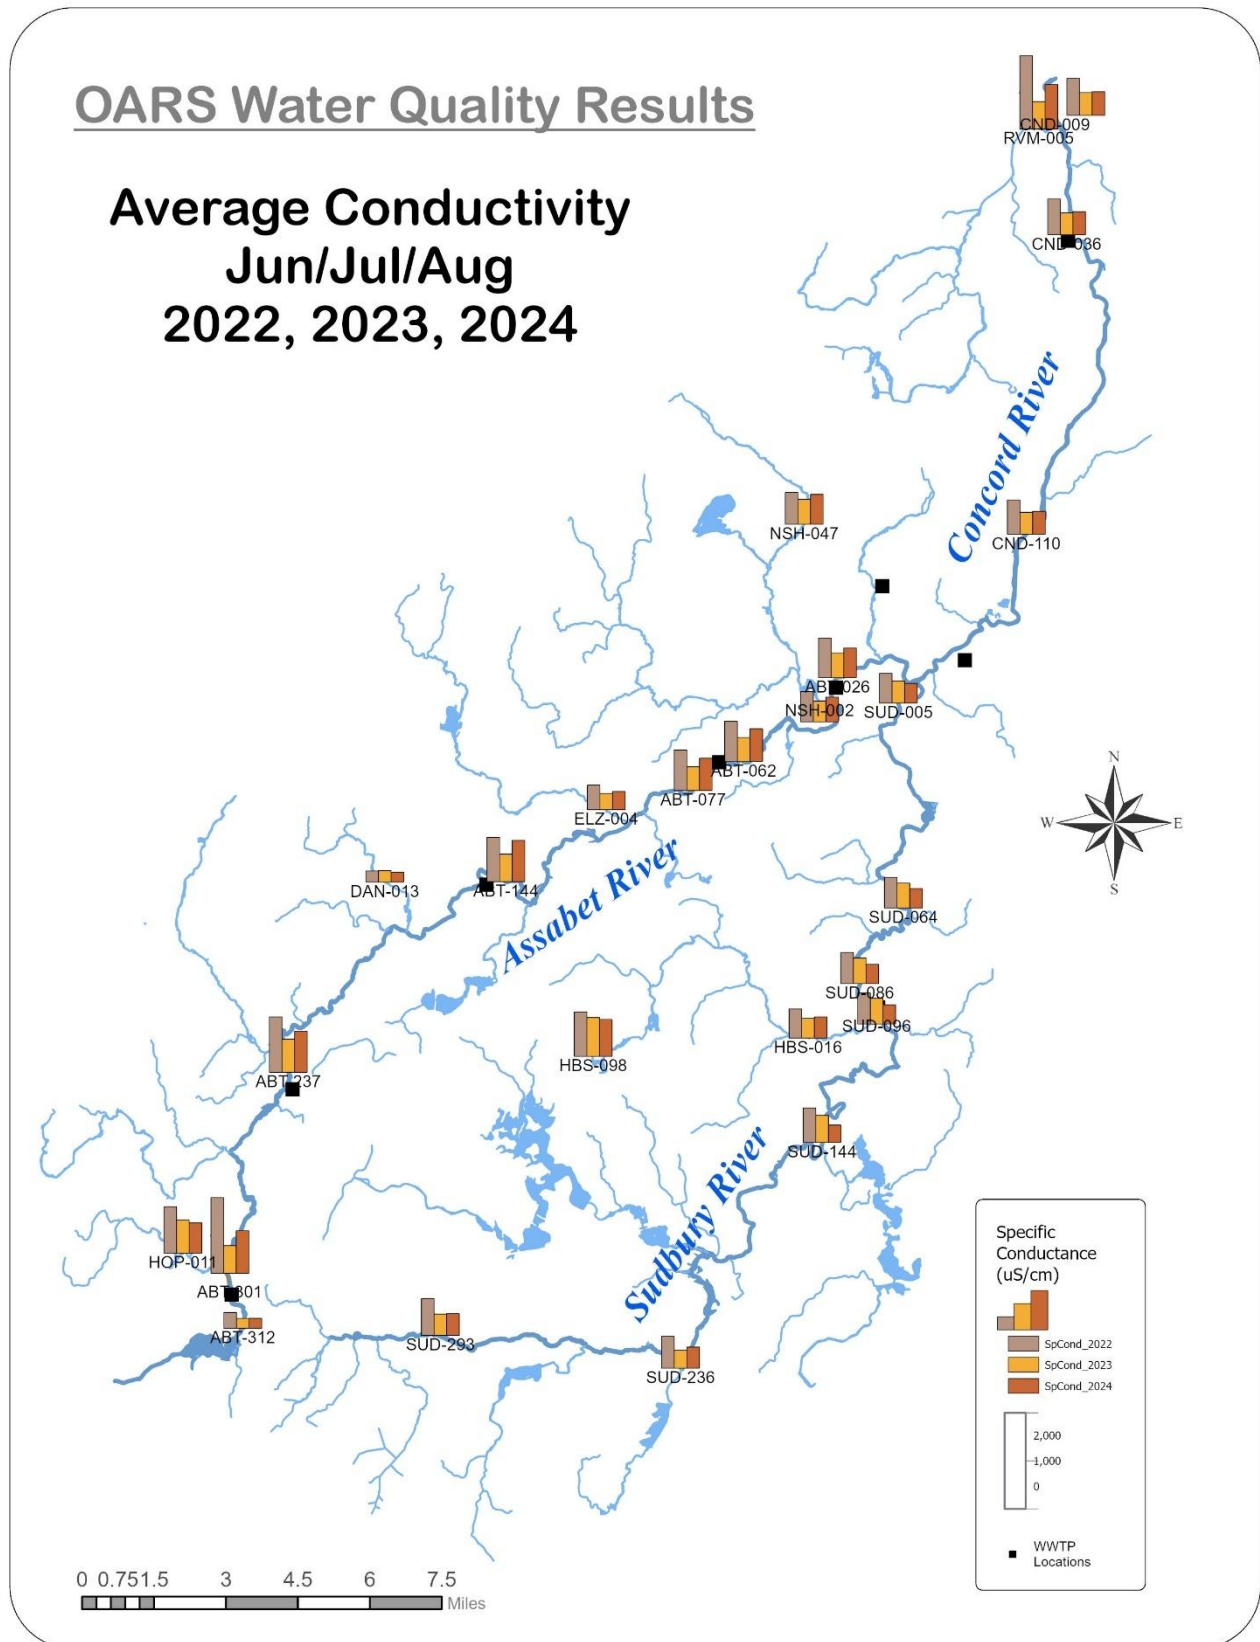 OARS Water Quality Results
Average Conductivity
Jun/Jul/Aug
2022, 2023, 2024
CND-009
RVM-005
CND-036
Concord River
NSH-047
CND-110
ABT-026
NSH-002
SUD-005
ABT-062
ABT-077
ELZ-004
N
W
E
S
DAN-013
ABT-144
Assabet River
SUD-064
SUD-086
SUD-096
HBS-016
HBS-098
ABT-237
SUD-144
Sudbury River
HOP-011
ABT-301
ABT-312
SUD-293
SUD-236
Specific
Conductance
(uS/cm)
SpCond_2022
SpCond_2023
SpCond_2024
2,000
1,000
0
WWTP
Locations
0 0.751.5 3 4.5 6 7.5
Miles